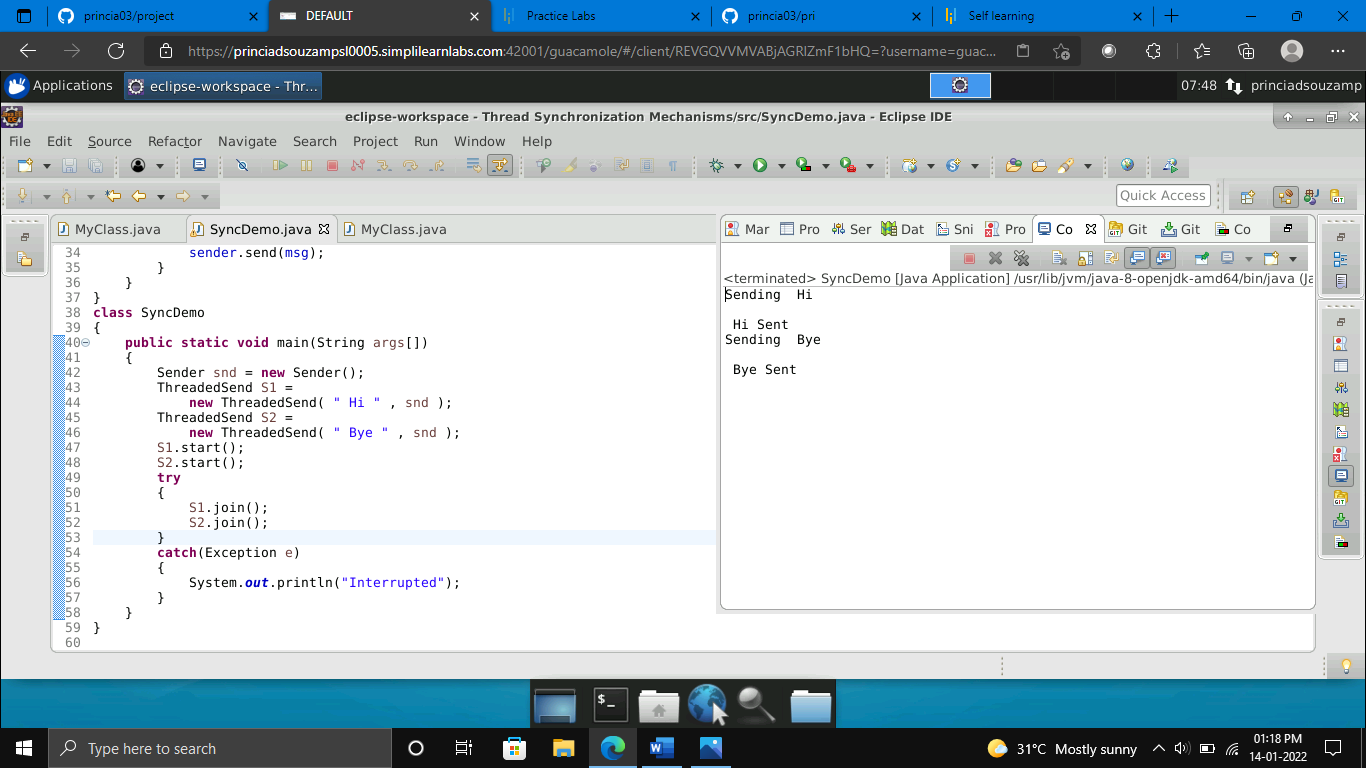 princia03/project
DEFAULT
Practice Labs
princia03/pri
Self learning
https://princiadsouzampsl0005.simplilearnlabs.com:42001/guacamole/#/client/REVGQVVMVABjAGRlZmF1bHQ=?username=guac...
Applications
eclipse-workspace - Thr...
07:48
princiadsouzamp
eclipse-workspace - Thread Synchronization Mechanisms/src/SyncDemo.java - Eclipse IDE
File Edit Source Refactor Navigate Search Project Run Window Help
Quick Access
MyClass.java
SyncDemo.java
MyClass.java
34 sender.send(msg);
35 }
36 }
37 }
38 class SyncDemo
39 {
40 public static void main(String args[])
41 {
42 Sender snd = new Sender();
43 ThreadedSend S1 =
44 new ThreadedSend( " Hi " , snd );
45 ThreadedSend S2 =
46 new ThreadedSend( " Bye " , snd );
47 S1.start();
48 S2.start();
49 try
50 {
51 S1.join();
52 S2.join();
53 }
54 catch(Exception e)
55 {
56 System.out.println("Interrupted");
57 }
58 }
59 }
60
Mar Pro Ser Dat Sni Pro Co Git Git Co
<terminated> SyncDemo [Java Application] /usr/lib/jvm/java-8-openjdk-amd64/bin/java (Ja
Sending Hi
Hi Sent
Sending Bye
Bye Sent
Type here to search
31°C Mostly sunny
01:18 PM
14-01-2022